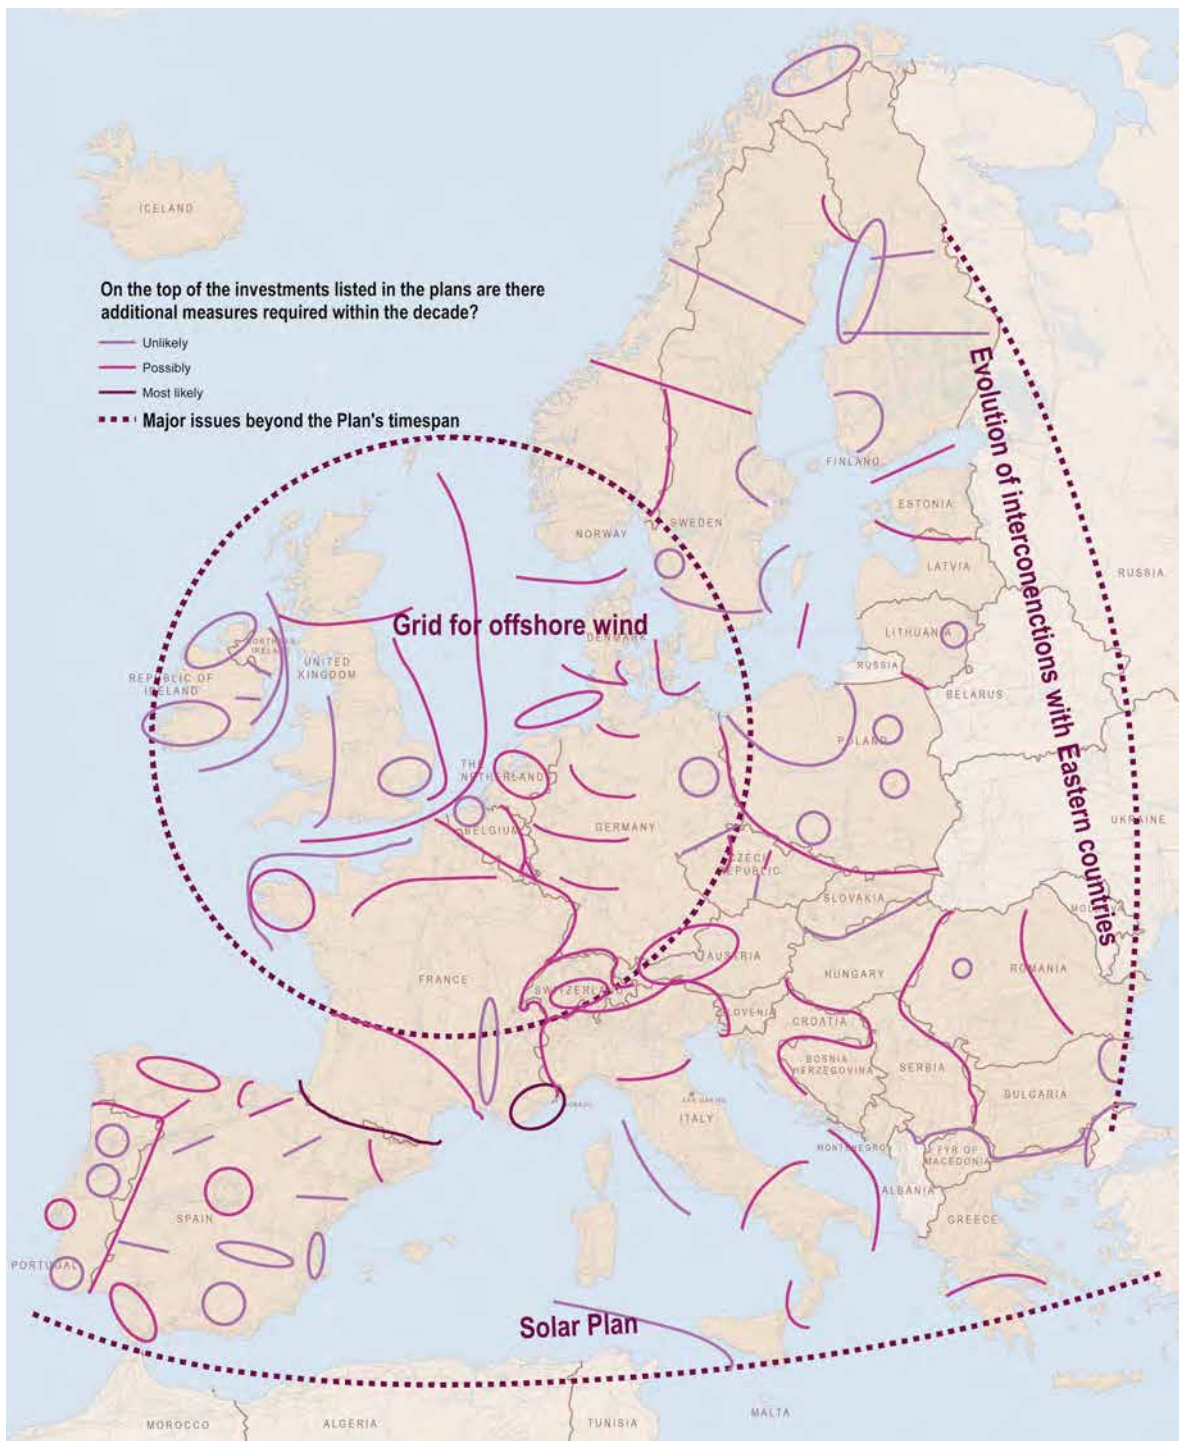 ICELAND
On the top of the investments listed in the plans are there
additional measures required within the decade?
Unlikely
Possibly
Most likely
Major issues beyond the Plan's timespan
Evolution of interconenctions with Eastern countries
FINLAND
ESTONIA
NORWAY
SWEDEN
LATVIA
RUSSIA
Grid for offshore wind
DENMARK
LITHUANIA
NORTHERN
IRELAND
UNITED
KINGDOM
REPUBLIC OF
IRELAND
RUSSIA
BELARUS
POLAND
THE
NETHERLAND
BELGIUM
GERMANY
UKRAINE
CZECH
REPUBLIC
SLOVAKIA
MOLDOVA
FRANCE
SWITZERLAND
AUSTRIA
HUNGARY
ROMANIA
SLOVENIA
CROATIA
BOSNIA
HERZEGOVINA
SERBIA
BULGARIA
MONACO
SAN MARINO
ITALY
MONTENEGRO
FYR OF
MACEDONIA
ALBANIA
GREECE
SPAIN
PORTUGAL
Solar Plan
MALTA
MOROCCO
ALGERIA
TUNISIA